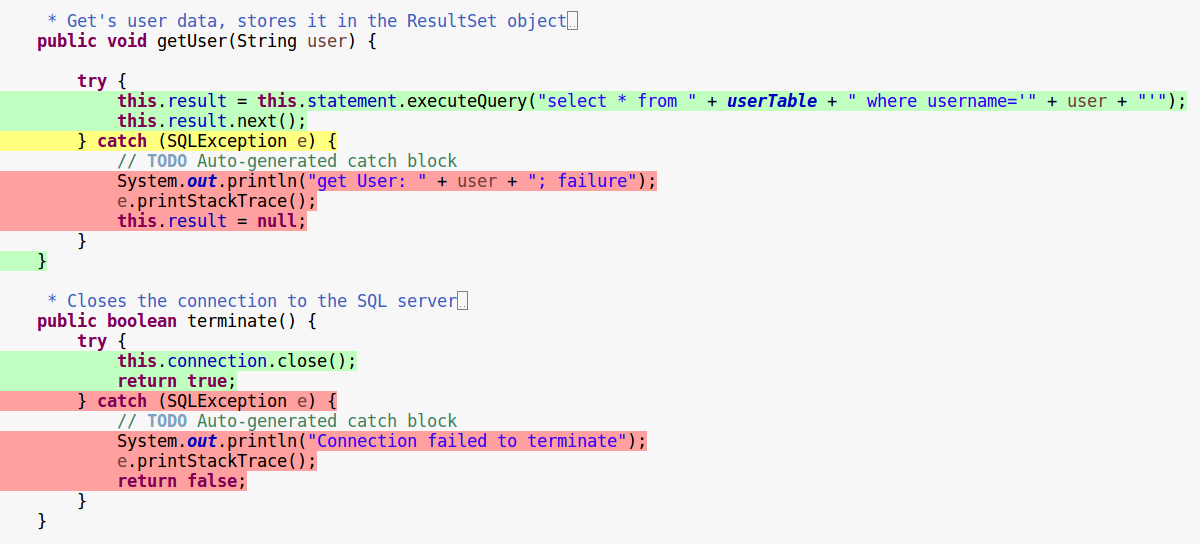 * Get's user data, stores it in the ResultSet object
public void getUser(String user) {
try {
this.result = this.statement.executeQuery("select * from " + userTable + " where username='" + user + "'");
this.result.next();
} catch (SQLException e) {
// TODO Auto-generated catch block
System.out.println("get User: " + user + "; failure");
e.printStackTrace();
this.result = null;
}
}
* Closes the connection to the SQL server
public boolean terminate() {
try {
this.connection.close();
return true;
} catch (SQLException e) {
// TODO Auto-generated catch block
System.out.println("Connection failed to terminate");
e.printStackTrace();
return false;
}
}